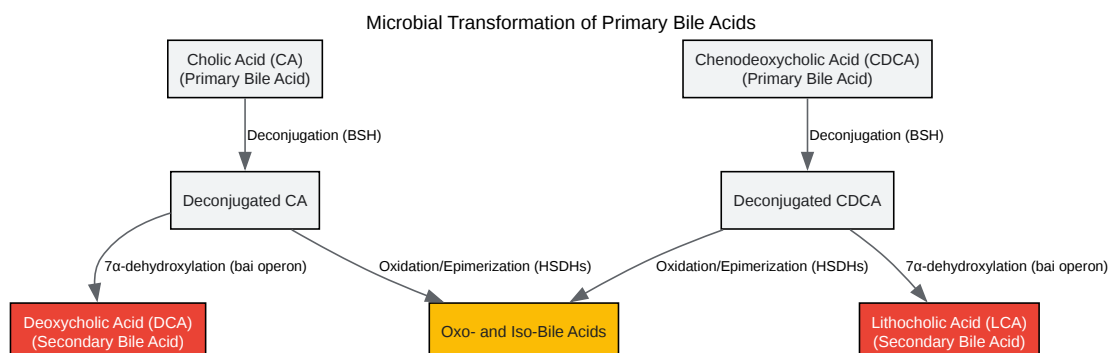 Microbial Transformation of Primary Bile Acids
Cholic Acid (CA)
(Primary Bile Acid)
Chenodeoxycholic Acid (CDCA)
(Primary Bile Acid)
Deconjugation (BSH)
Deconjugation (BSH)
Deconjugated CA
Deconjugated CDCA
7α-dehydroxylation (bai operon)
Oxidation/Epimerization (HSDHs)
Oxidation/Epimerization (HSDHs)
7α-dehydroxylation (bai operon)
Deoxycholic Acid (DCA)
(Secondary Bile Acid)
Oxo- and Iso-Bile Acids
Lithocholic Acid (LCA)
(Secondary Bile Acid)